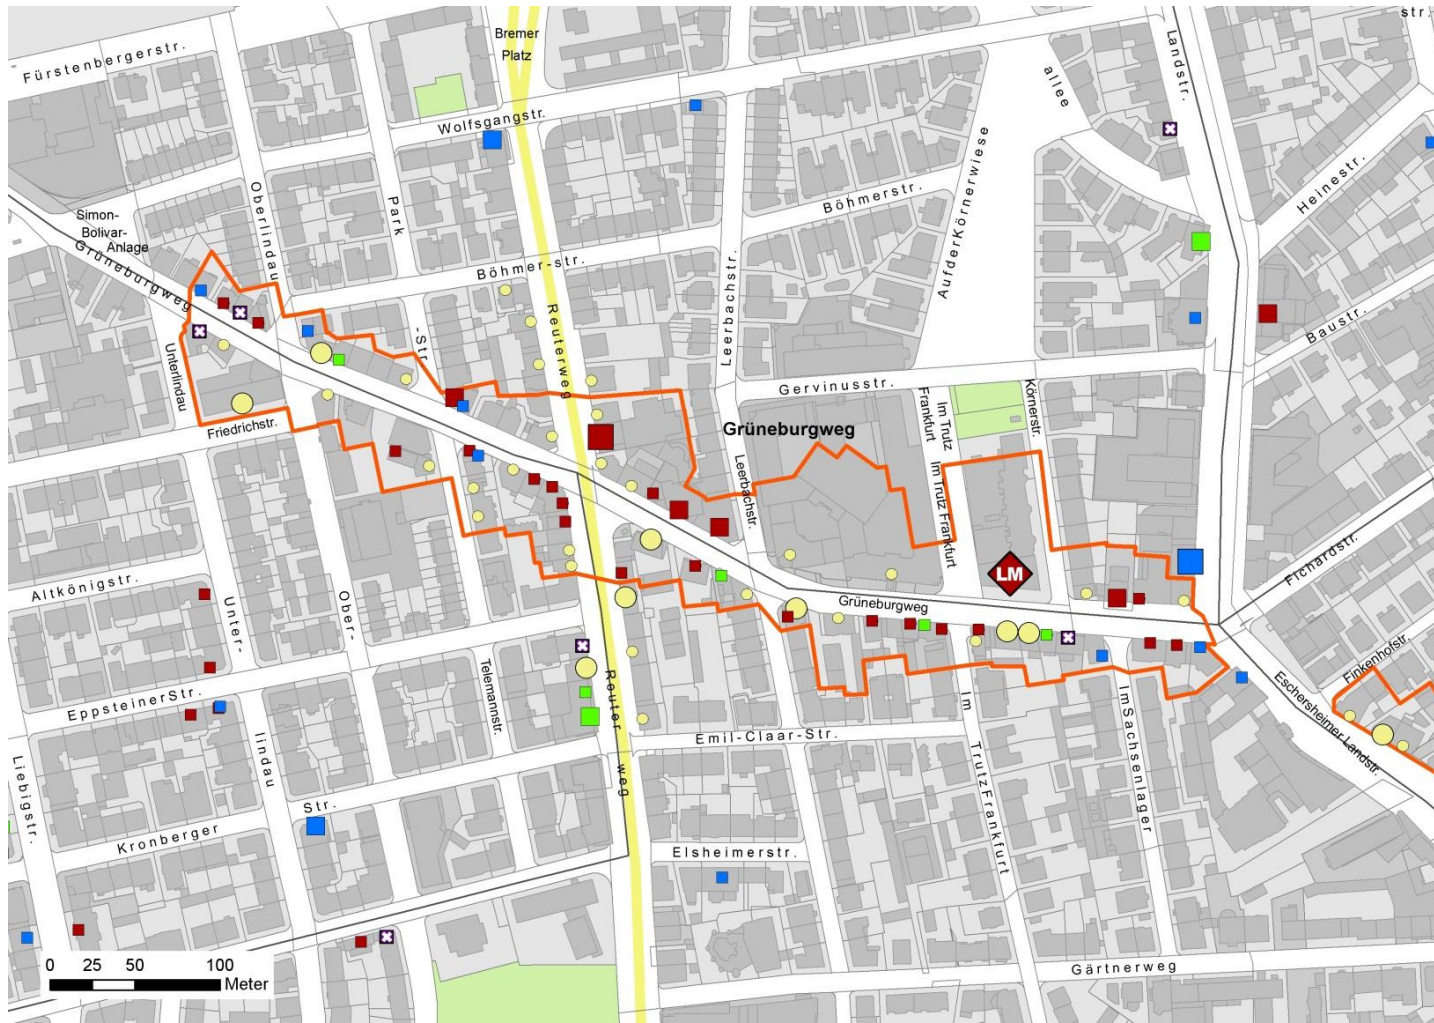 Fürstenbergerstr.
Bremer
Platz
Landstr.
str.
allee
Wolfsgangstr.
Heinestr.
Oberlindau
Park
Böhmerstr.
Auf der Körnerwiese
Simon-
Bolivar-
Anlage
Grüneburgweg
Böhmer-str.
Reuterweg
Leerbachstr.
Baustr.
Unterlindau
-Str.
Gervinusstr.
Im Trutz
Frankfurt
Körnerstr.
Friedrichstr.
Grüneburgweg
Leerbachstr.
Im Trutz Frankfurt
Fichardstr.
LM
Altkönigstr.
Unter-
Ober-
Grüneburgweg
Finkenhofstr.
Eppsteiner Str.
Telemannstr.
Reuter
weg
Emil-Claar-Str.
Im
Trutz Frankfurt
Im Sachsenlager
Eschersheimer Landstr.
Liebigstr.
lindau
Kronberger
Str.
Elsheimerstr.
Gärtnerweg
0 25 50 100
Meter